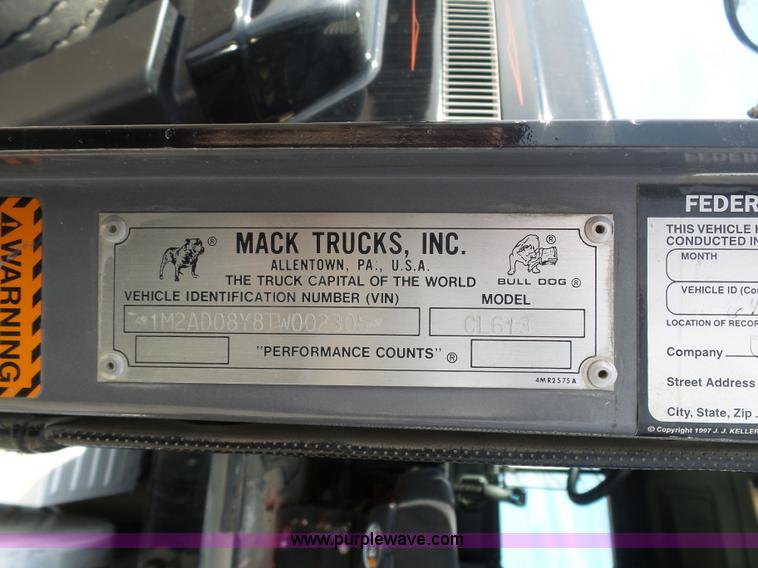 WARNING
® MACK TRUCKS, INC. ®
ALLENTOWN, PA., U.S.A.
THE TRUCK CAPITAL OF THE WORLD BULL DOG ®
VEHICLE IDENTIFICATION NUMBER (VIN) MODEL
*1M2AD08Y8TW002305* CL613
"PERFORMANCE COUNTS" ®
4MR2575A
FEDER
THIS VEHICLE H
CONDUCTED IN
MONTH
VEHICLE ID (Co
LOCATION OF RECOR
Company
Street Address
City, State, Zip
© Copyright 1997 J. J. KELLER
www.purplewave.com